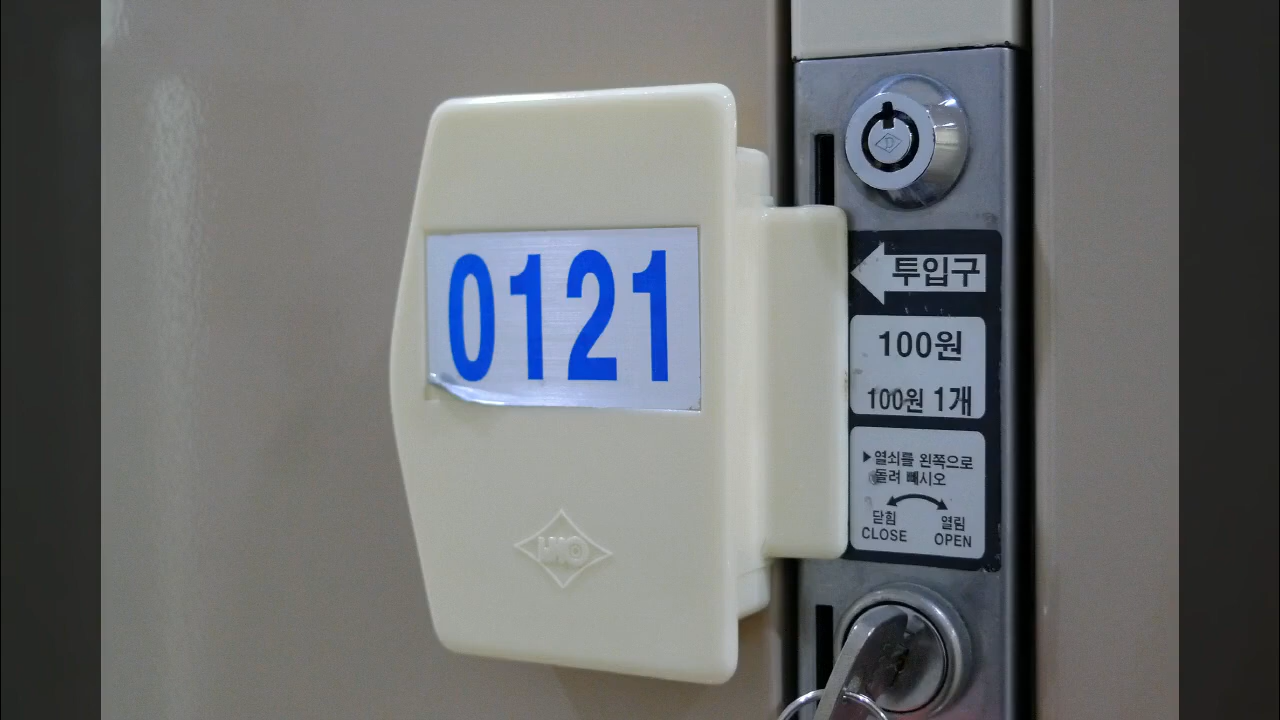 0121
투입구
100원
100원 1개
▶열쇠를 왼쪽으로
돌려 빼시오
닫힘 열림
CLOSE OPEN